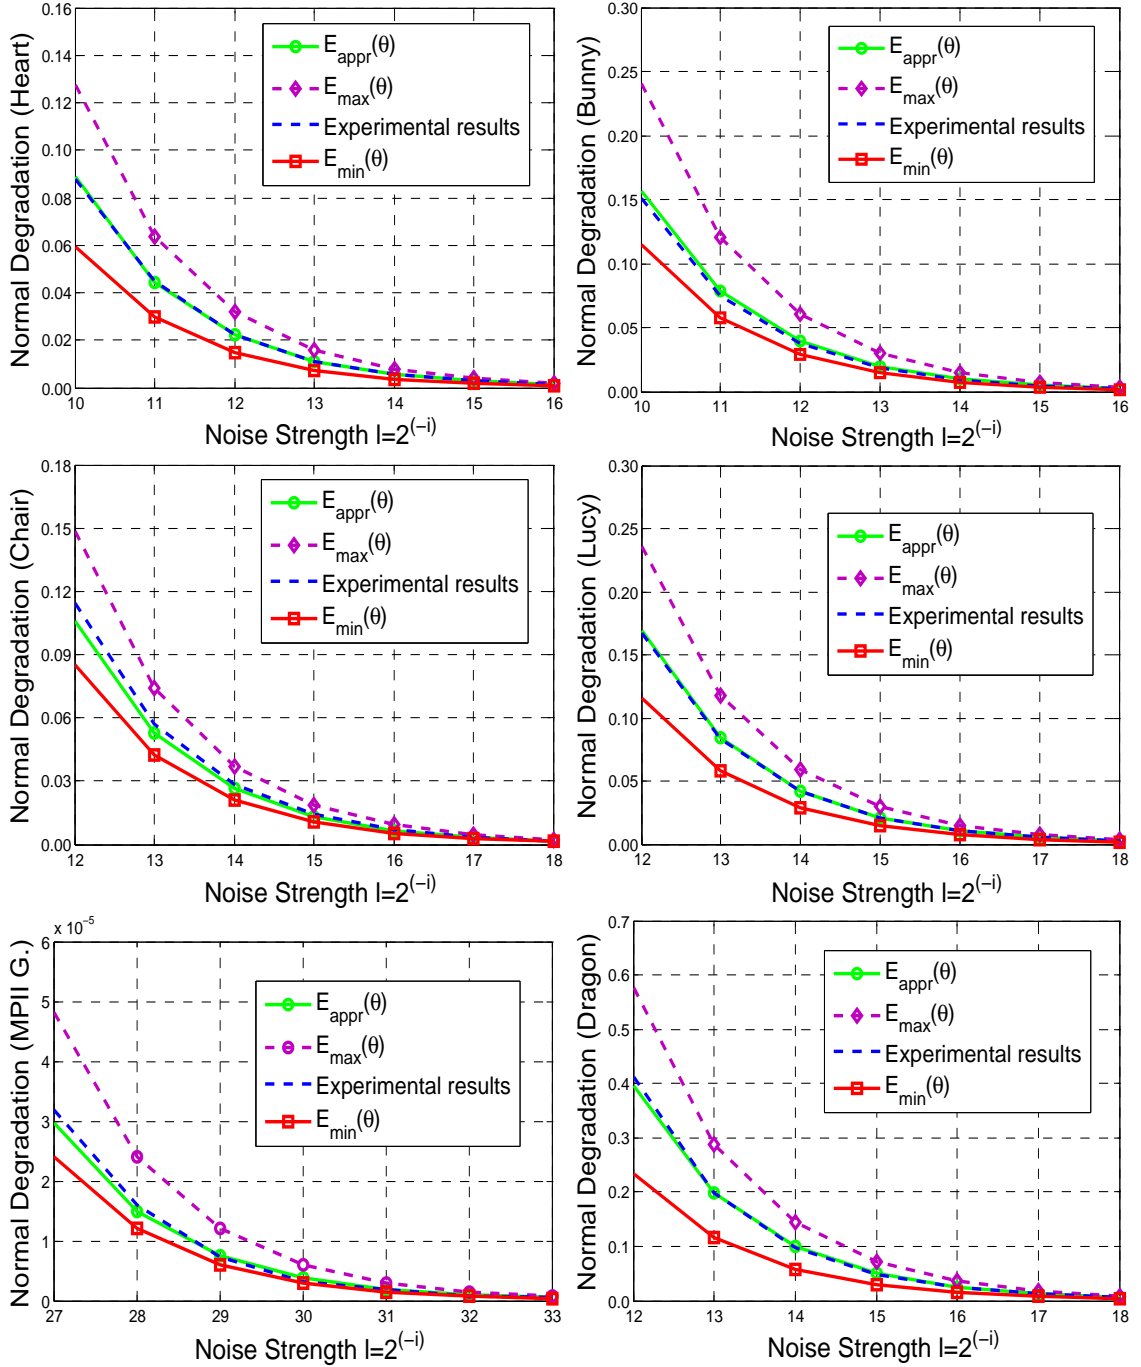 Normal Degradation (Heart)
0.16
0.14
0.12
0.10
0.08
0.06
0.04
0.02
0.00
10 11 12 13 14 15 16
Noise Strength l=2^(−i)
E_appr(θ)
E_max(θ)
Experimental results
E_min(θ)
Normal Degradation (Bunny)
0.30
0.25
0.20
0.15
0.10
0.05
0.00
10 11 12 13 14 15 16
Noise Strength l=2^(−i)
E_appr(θ)
E_max(θ)
Experimental results
E_min(θ)
Normal Degradation (Chair)
0.18
0.15
0.12
0.09
0.06
0.03
0.00
12 13 14 15 16 17 18
Noise Strength l=2^(−i)
E_appr(θ)
E_max(θ)
Experimental results
E_min(θ)
Normal Degradation (Lucy)
0.30
0.25
0.20
0.15
0.10
0.05
0.00
12 13 14 15 16 17 18
Noise Strength l=2^(−i)
E_appr(θ)
E_max(θ)
Experimental results
E_min(θ)
Normal Degradation (MPII G.)
x 10^-5
6
5
4
3
2
1
0
27 28 29 30 31 32 33
Noise Strength l=2^(−i)
E_appr(θ)
E_max(θ)
Experimental results
E_min(θ)
Normal Degradation (Dragon)
0.7
0.6
0.5
0.4
0.3
0.2
0.1
0.0
12 13 14 15 16 17 18
Noise Strength l=2^(−i)
E_appr(θ)
E_max(θ)
Experimental results
E_min(θ)